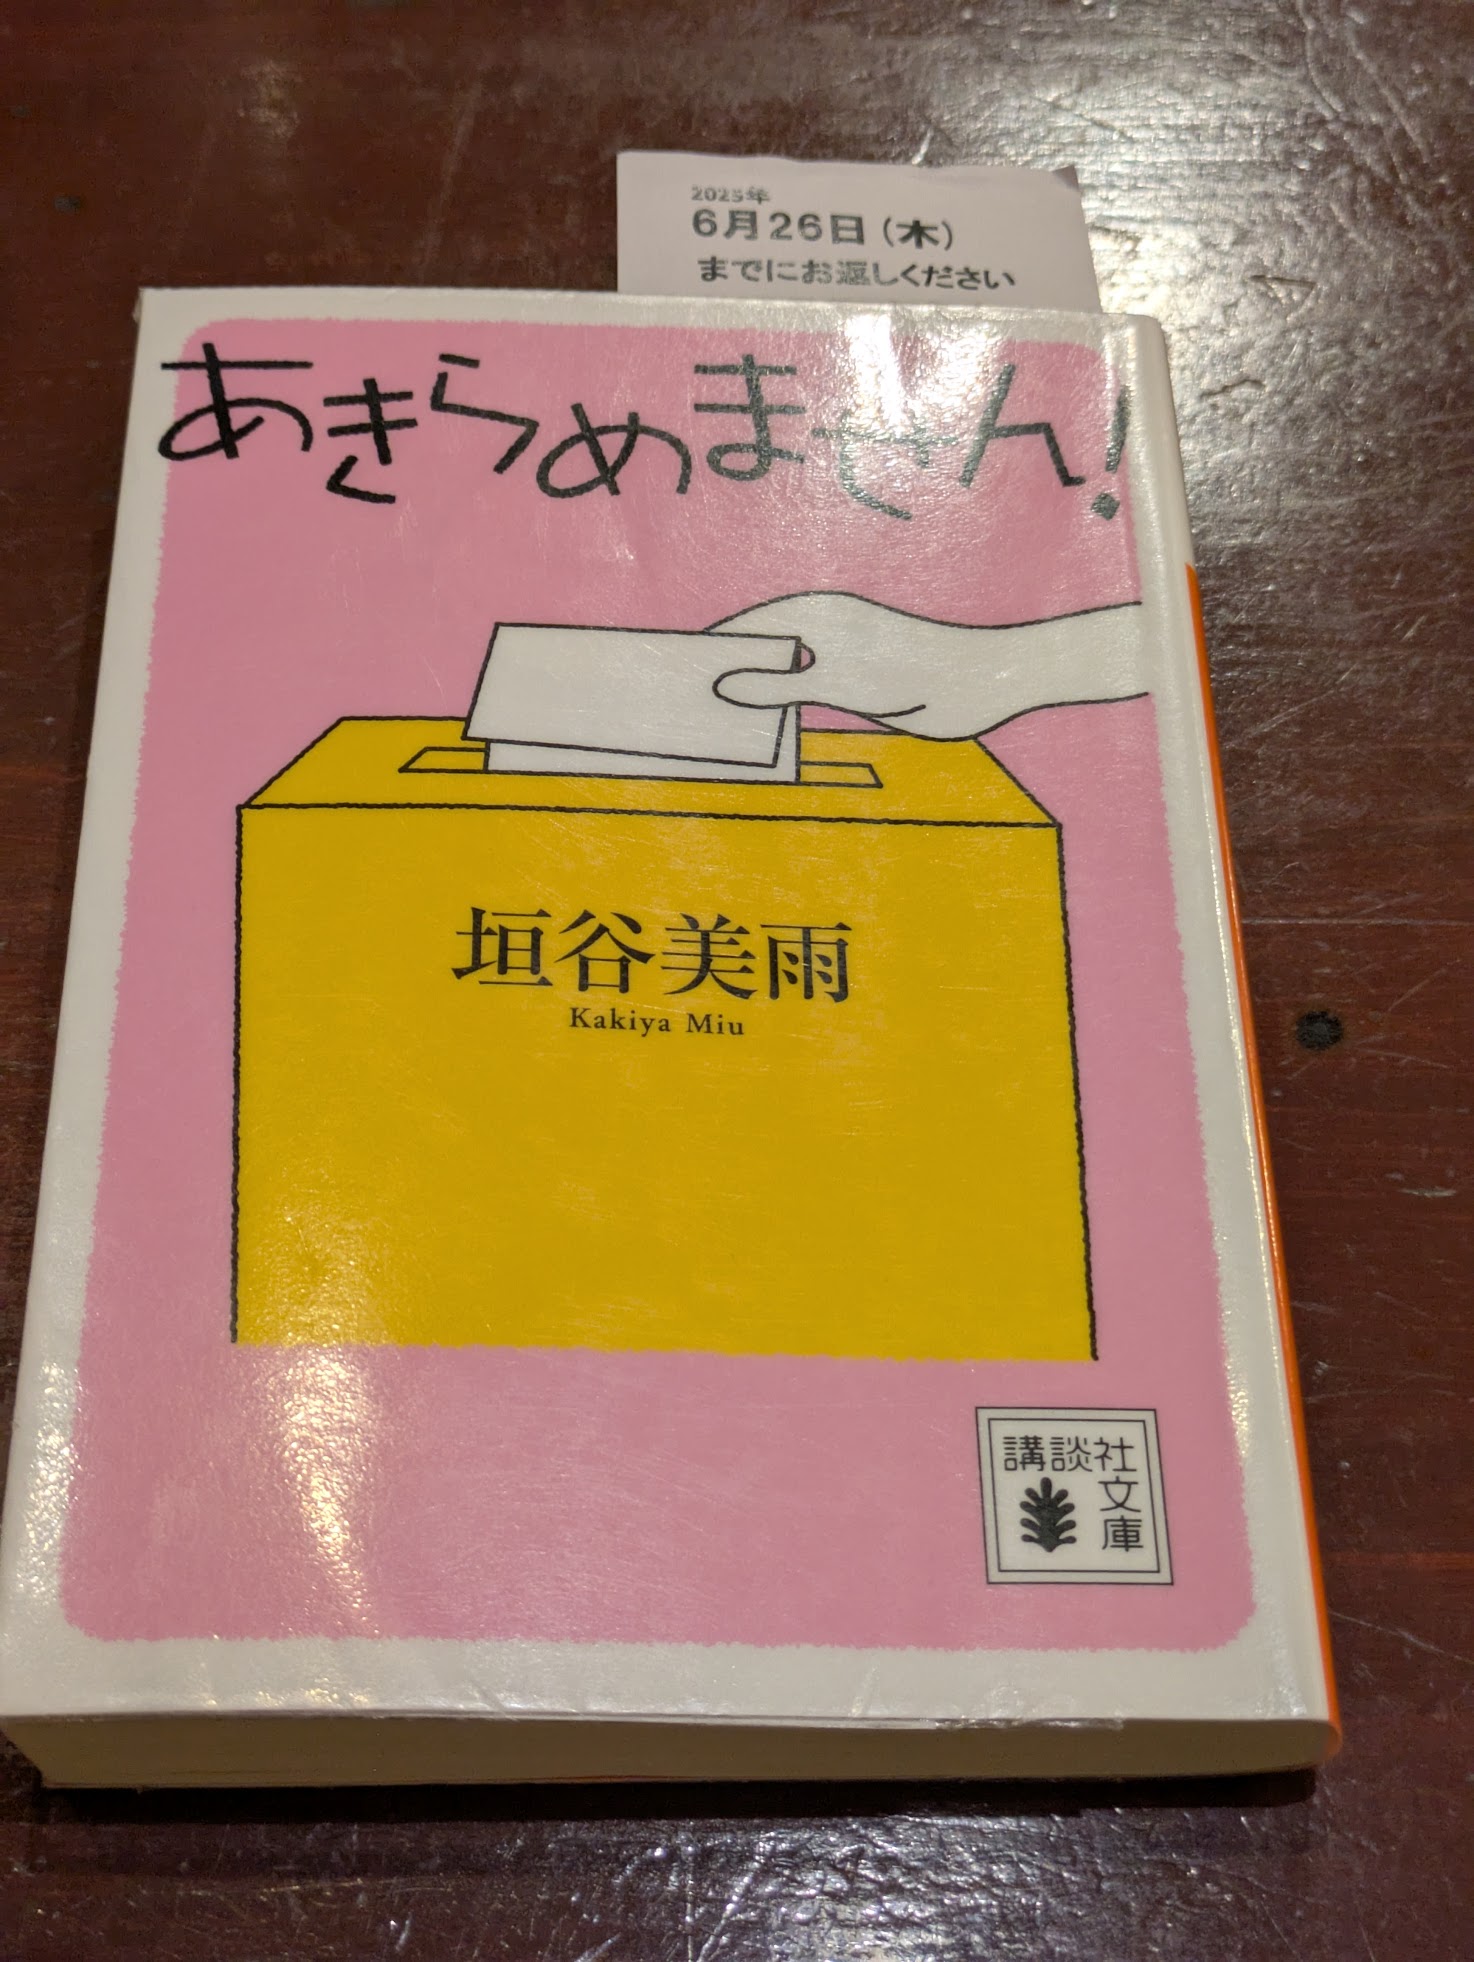 2025年
6月26日(木)
までにお返しください
あきらめません!
垣谷美雨
Kakiya Miu
講談社
文庫